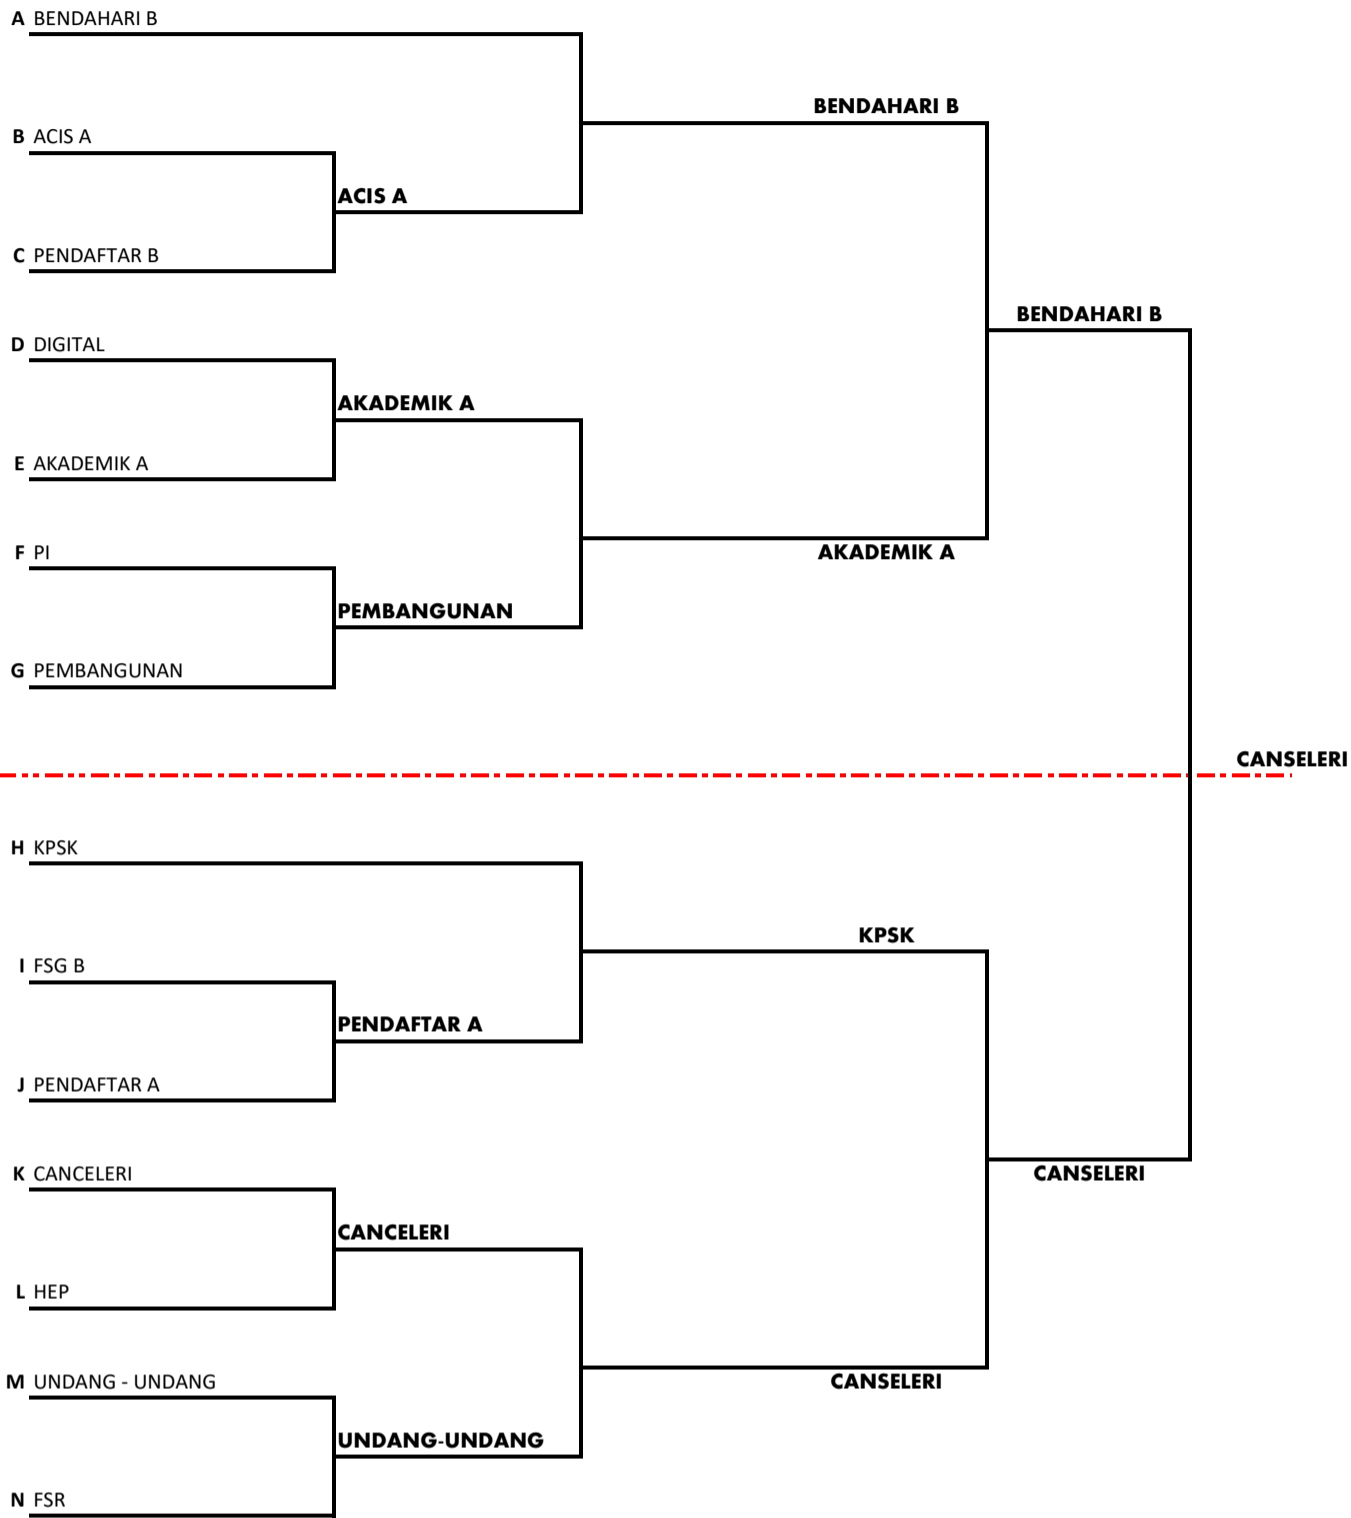 A BENDAHARI B
BENDAHARI B
B ACIS A
ACIS A
C PENDAFTAR B
BENDAHARI B
D DIGITAL
AKADEMIK A
E AKADEMIK A
F PI
AKADEMIK A
PEMBANGUNAN
G PEMBANGUNAN
CANSELERI
H KPSK
KPSK
I FSG B
PENDAFTAR A
J PENDAFTAR A
K CANCELERI
CANSELERI
CANCELERI
L HEP
M UNDANG - UNDANG
CANSELERI
UNDANG-UNDANG
N FSR